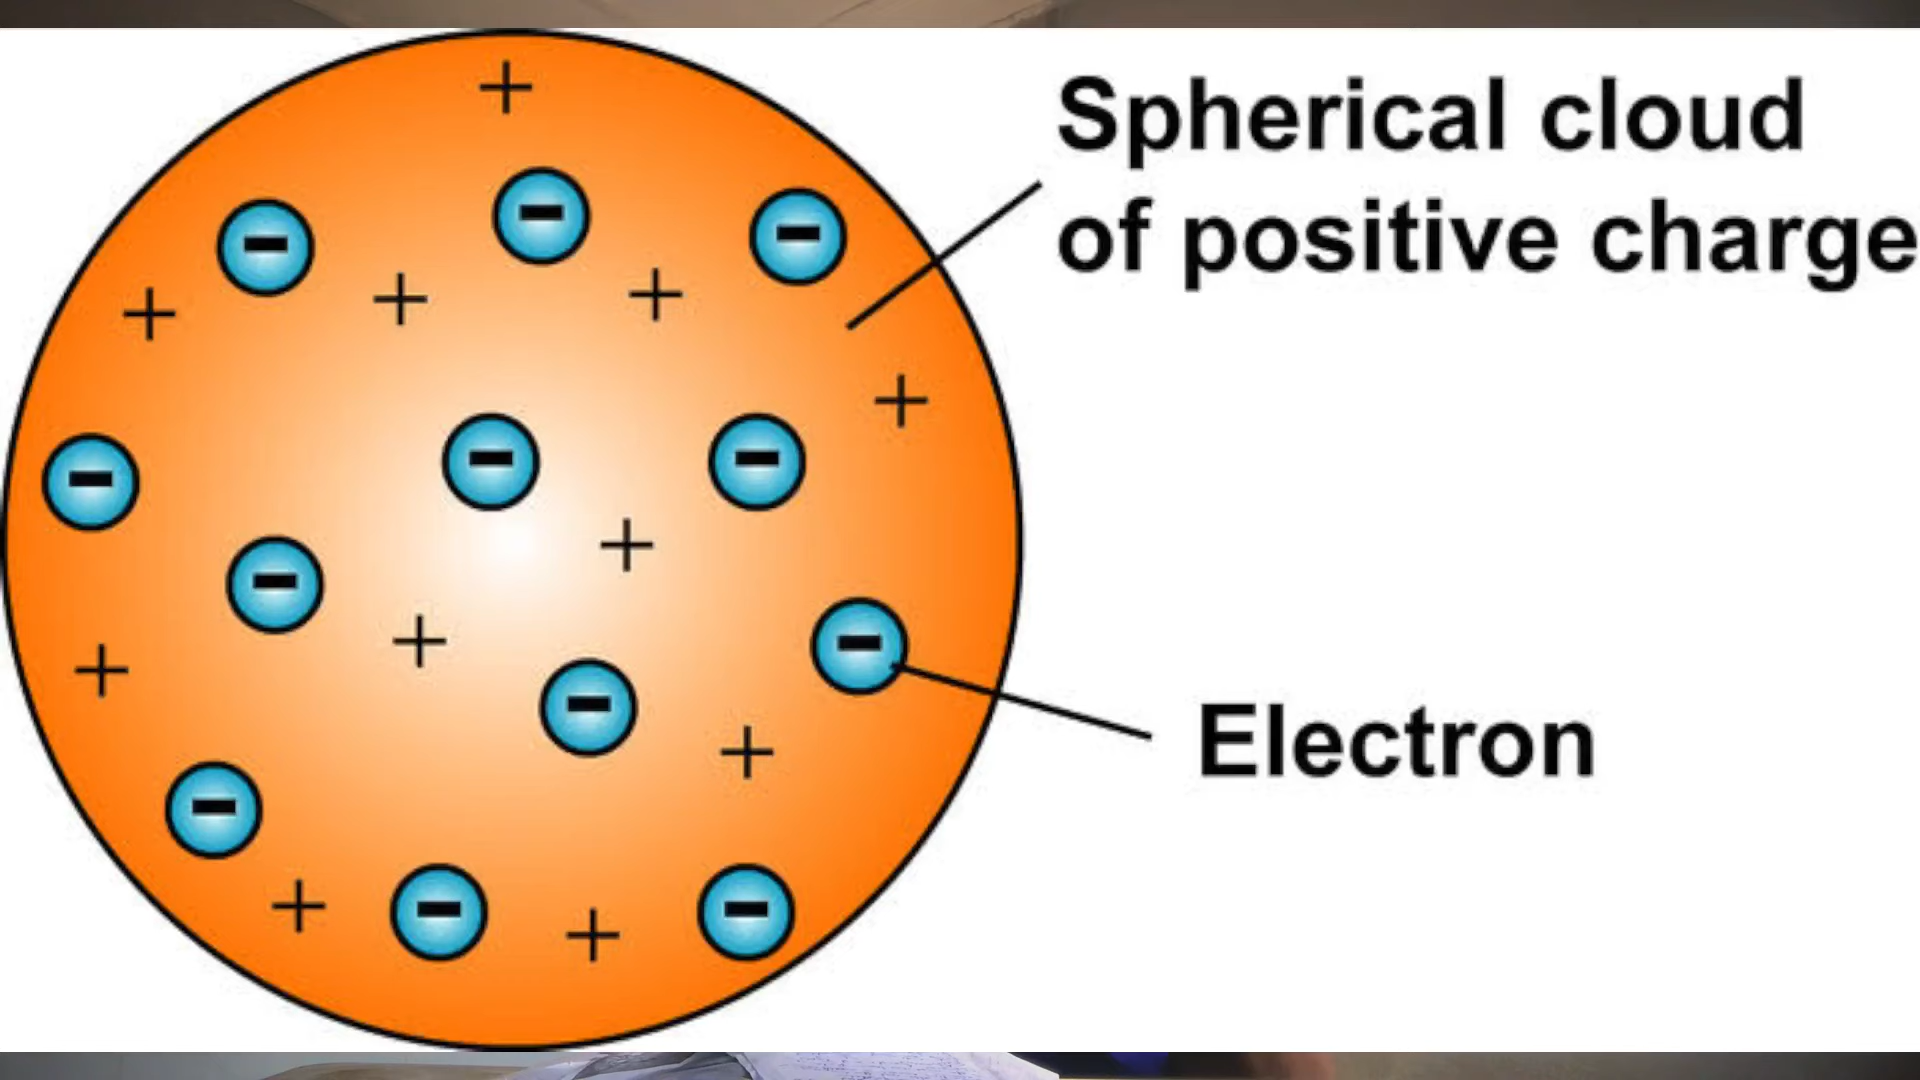 Spherical cloud
of positive charge
Electron